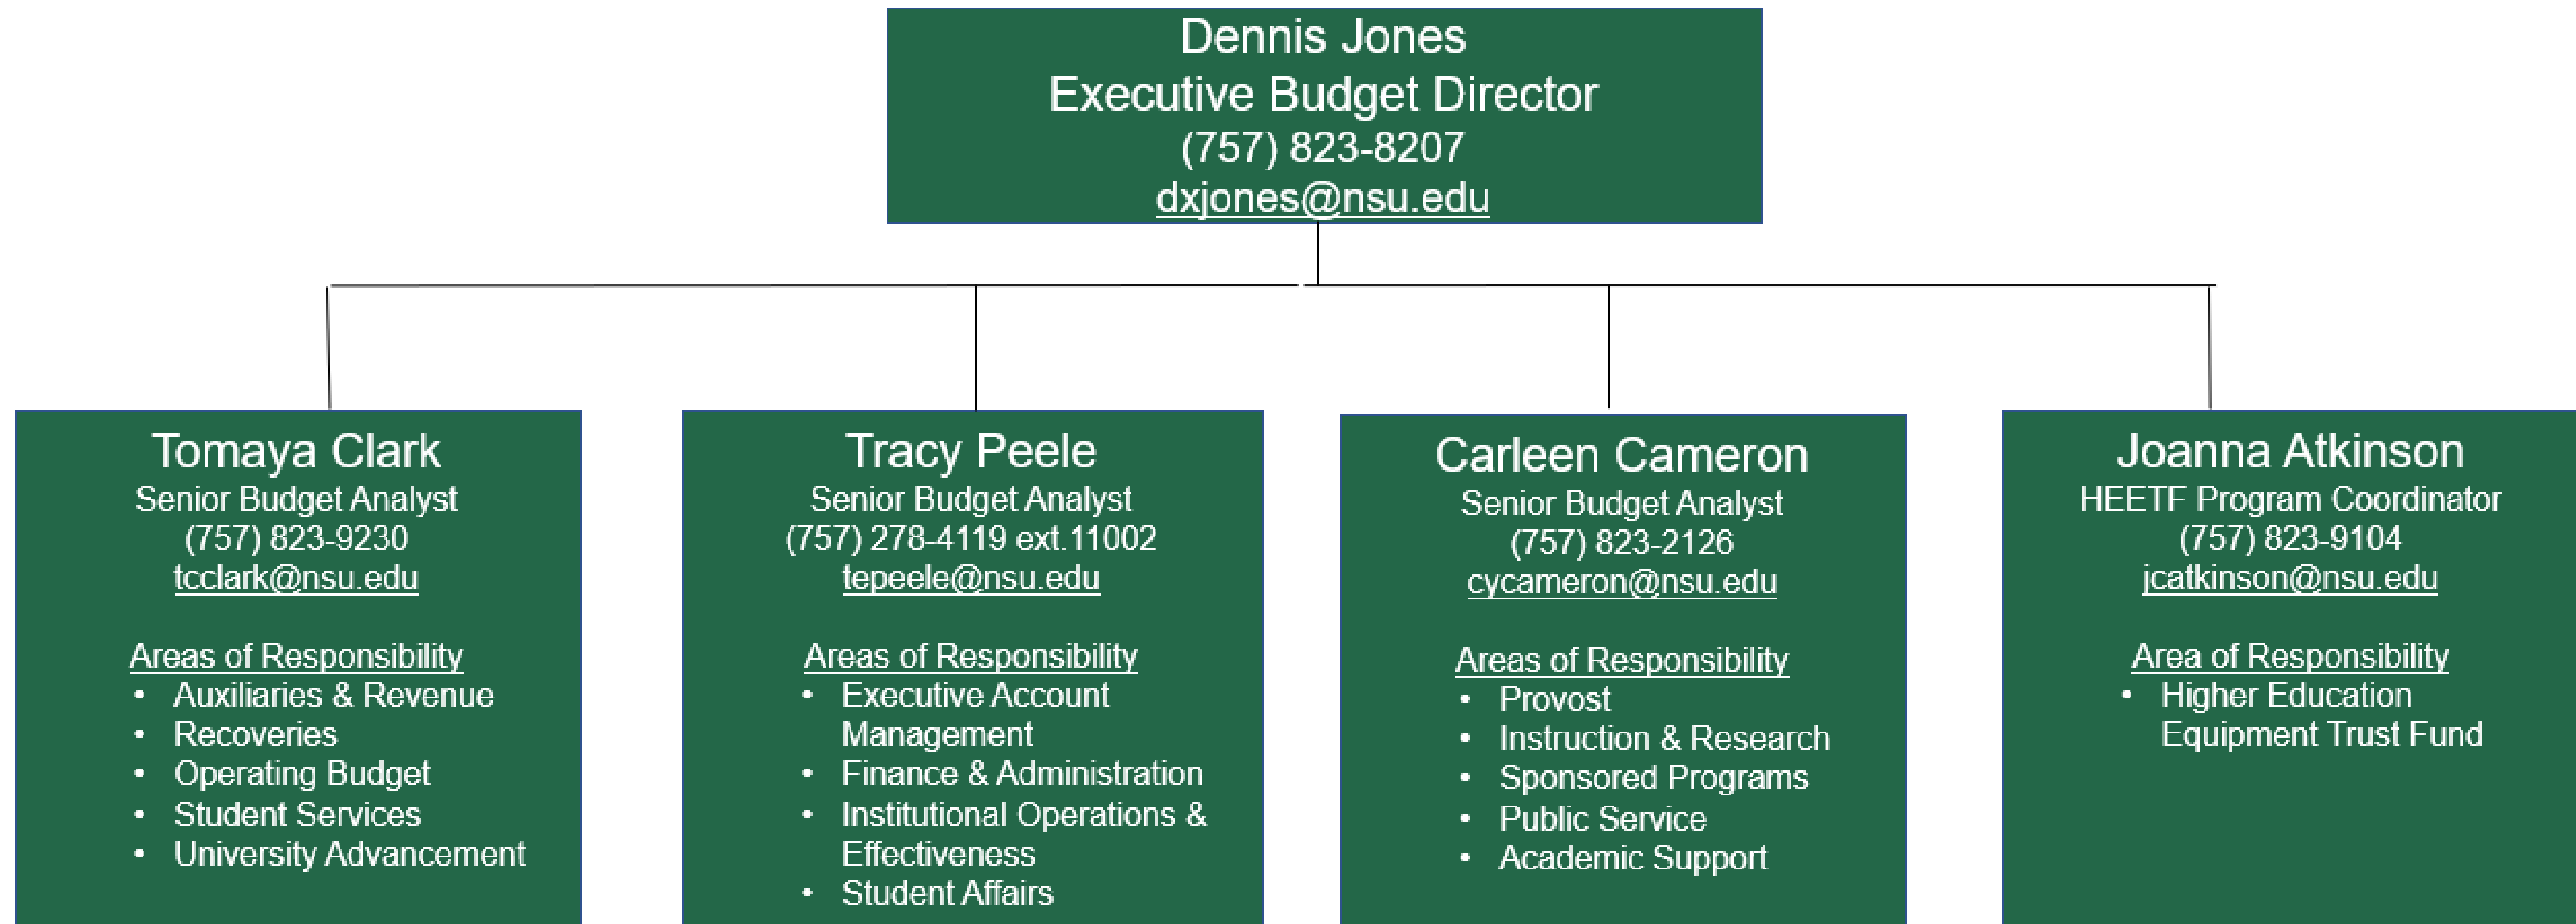 Dennis Jones
Executive Budget Director
(757) 823-8207
dxjones@nsu.edu
Tomaya Clark
Senior Budget Analyst
(757) 823-9230
tcclark@nsu.edu
Areas of Responsibility
• Auxiliaries & Revenue
• Recoveries
• Operating Budget
• Student Services
• University Advancement
Tracy Peele
Senior Budget Analyst
(757) 278-4119 ext.11002
tepeele@nsu.edu
Areas of Responsibility
• Executive Account
Management
• Finance & Administration
• Institutional Operations &
Effectiveness
• Student Affairs
Carleen Cameron
Senior Budget Analyst
(757) 823-2126
cycameron@nsu.edu
Areas of Responsibility
• Provost
• Instruction & Research
• Sponsored Programs
• Public Service
• Academic Support
Joanna Atkinson
HEETF Program Coordinator
(757) 823-9104
jcatkinson@nsu.edu
Area of Responsibility
• Higher Education
Equipment Trust Fund